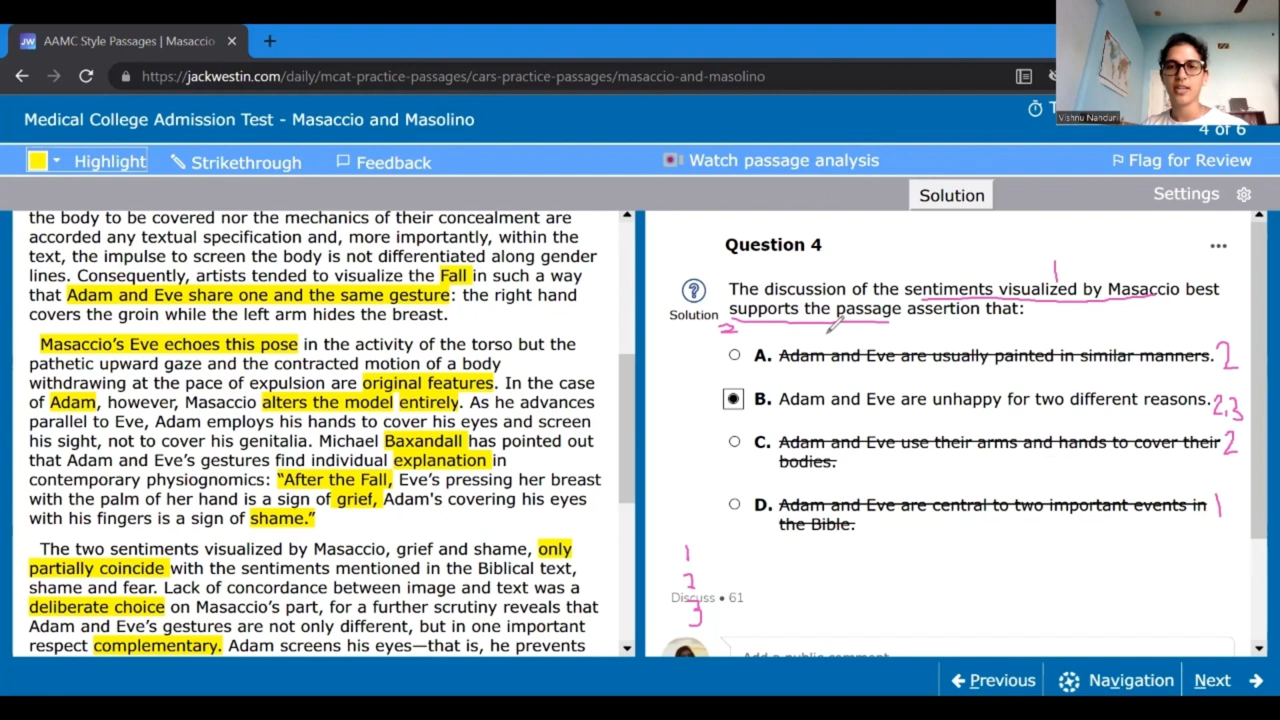 AAMC Style Passages | Masaccio
https://jackwestin.com/daily/mcat-practice-passages/cars-practice-passages/masaccio-and-masolino
Vishnu Nanduri
Medical College Admission Test - Masaccio and Masolino
T
4 of 6
Highlight
Strikethrough
Feedback
Watch passage analysis
Flag for Review
Solution
Settings
the body to be covered nor the mechanics of their concealment are
accorded any textual specification and, more importantly, within the
text, the impulse to screen the body is not differentiated along gender
lines. Consequently, artists tended to visualize the Fall in such a way
that Adam and Eve share one and the same gesture: the right hand
covers the groin while the left arm hides the breast.
Masaccio's Eve echoes this pose in the activity of the torso but the
pathetic upward gaze and the contracted motion of a body
withdrawing at the pace of expulsion are original features. In the case
of Adam, however, Masaccio alters the model entirely. As he advances
parallel to Eve, Adam employs his hands to cover his eyes and screen
his sight, not to cover his genitalia. Michael Baxandall has pointed out
that Adam and Eve's gestures find individual explanation in
contemporary physiognomics: “After the Fall, Eve's pressing her breast
with the palm of her hand is a sign of grief, Adam's covering his eyes
with his fingers is a sign of shame.”
The two sentiments visualized by Masaccio, grief and shame, only
partially coincide with the sentiments mentioned in the Biblical text,
shame and fear. Lack of concordance between image and text was a
deliberate choice on Masaccio's part, for a further scrutiny reveals that
Adam and Eve's gestures are not only different, but in one important
respect complementary. Adam screens his eyes—that is, he prevents
Question 4
Solution
1
The discussion of the sentiments visualized by Masaccio best
supports the passage assertion that:
2
A. Adam and Eve are usually painted in similar manners. 2
B. Adam and Eve are unhappy for two different reasons. 2,3
C. Adam and Eve use their arms and hands to cover their
bodies. 2
D. Adam and Eve are central to two important events in
the Bible. 1
1
2
Discuss • 61
3
Add a public comment
Previous
Navigation
Next